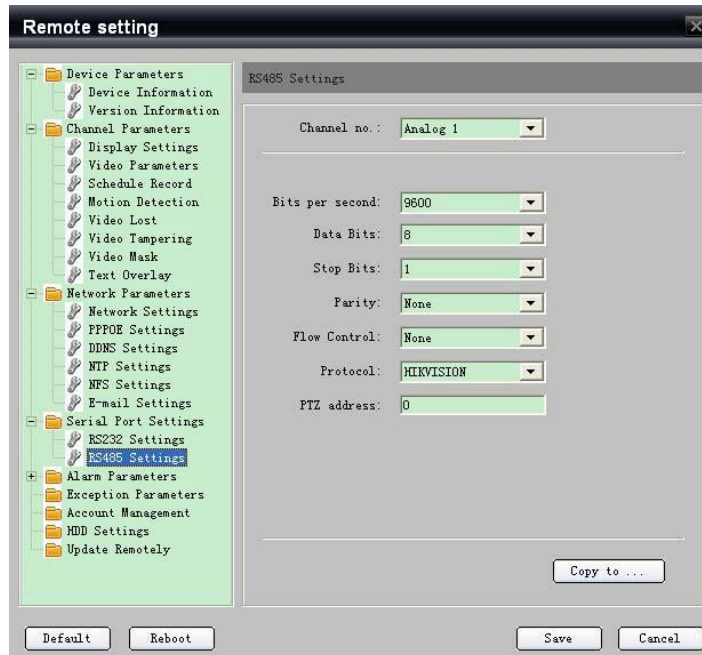 Remote setting
Device Parameters
Device Information
Version Information
Channel Parameters
Display Settings
Video Parameters
Schedule Record
Motion Detection
Video Lost
Video Tampering
Video Mask
Text Overlay
Network Parameters
Network Settings
PPPOE Settings
DDNS Settings
NTP Settings
NFS Settings
E-mail Settings
Serial Port Settings
RS232 Settings
RS485 Settings
Alarm Parameters
Exception Parameters
Account Management
HDD Settings
Update Remotely
RS485 Settings
Channel no.: Analog 1
Bits per second: 9600
Data Bits: 8
Stop Bits: 1
Parity: None
Flow Control: None
Protocol: HIKVISION
PTZ address: 0
Copy to ...
Default Reboot Save Cancel